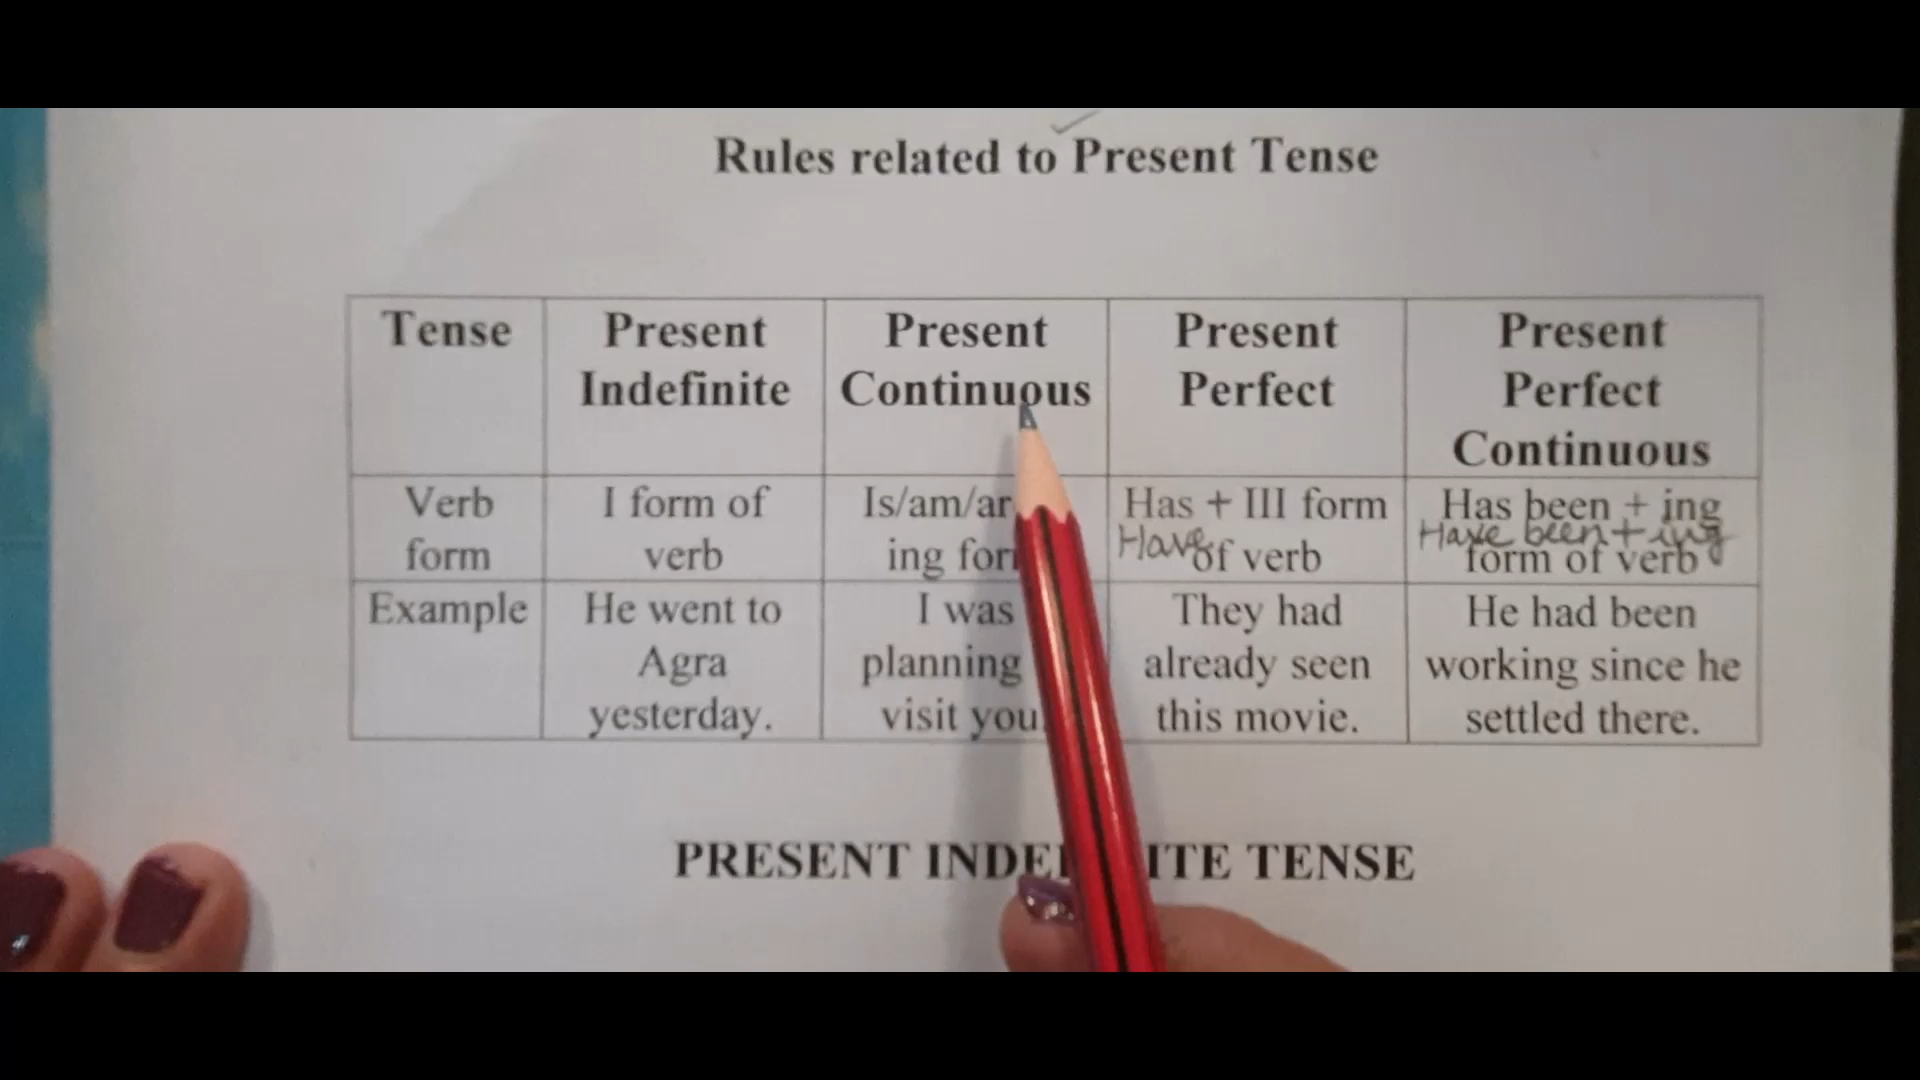 Rules related to Present Tense
Tense
Present
Indefinite
Present
Continuous
Present
Perfect
Present
Perfect
Continuous
Verb
form
I form of
verb
Is/am/ar
ing for
Has + III form
Have of verb
Has been + ing
Have been + ing
form of verb
Example
He went to
Agra
yesterday.
I was
planning
visit you
They had
already seen
this movie.
He had been
working since he
settled there.
PRESENT INDE ITE TENSE